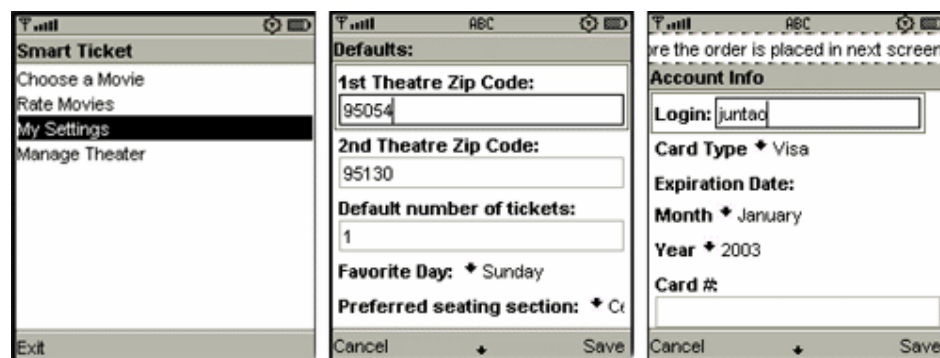 Smart Ticket
Choose a Movie
Rate Movies
My Settings
Manage Theater
Exit
ABC
Defaults:
1st Theatre Zip Code:
95054
2nd Theatre Zip Code:
95130
Default number of tickets:
1
Favorite Day: Sunday
Preferred seating section:
Cancel Save
ABC
the order is placed in next screen
Account Info
Login: juntao
Card Type Visa
Expiration Date:
Month January
Year 2003
Card #:
Cancel Save